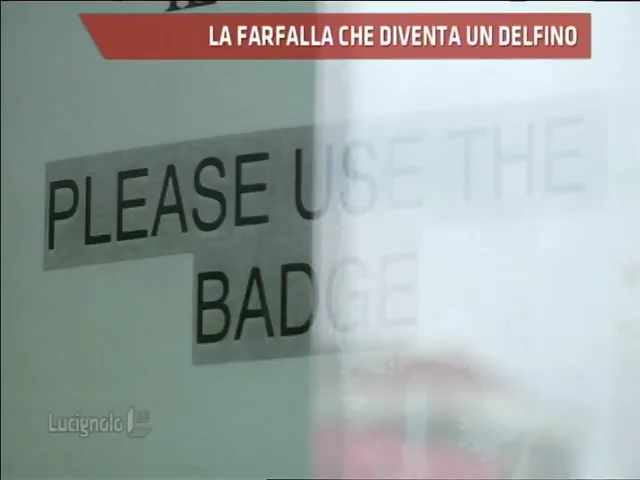 LA FARFALLA CHE DIVENTA UN DELFINO
PLEASE USE THE
BADGE
Lucignolo